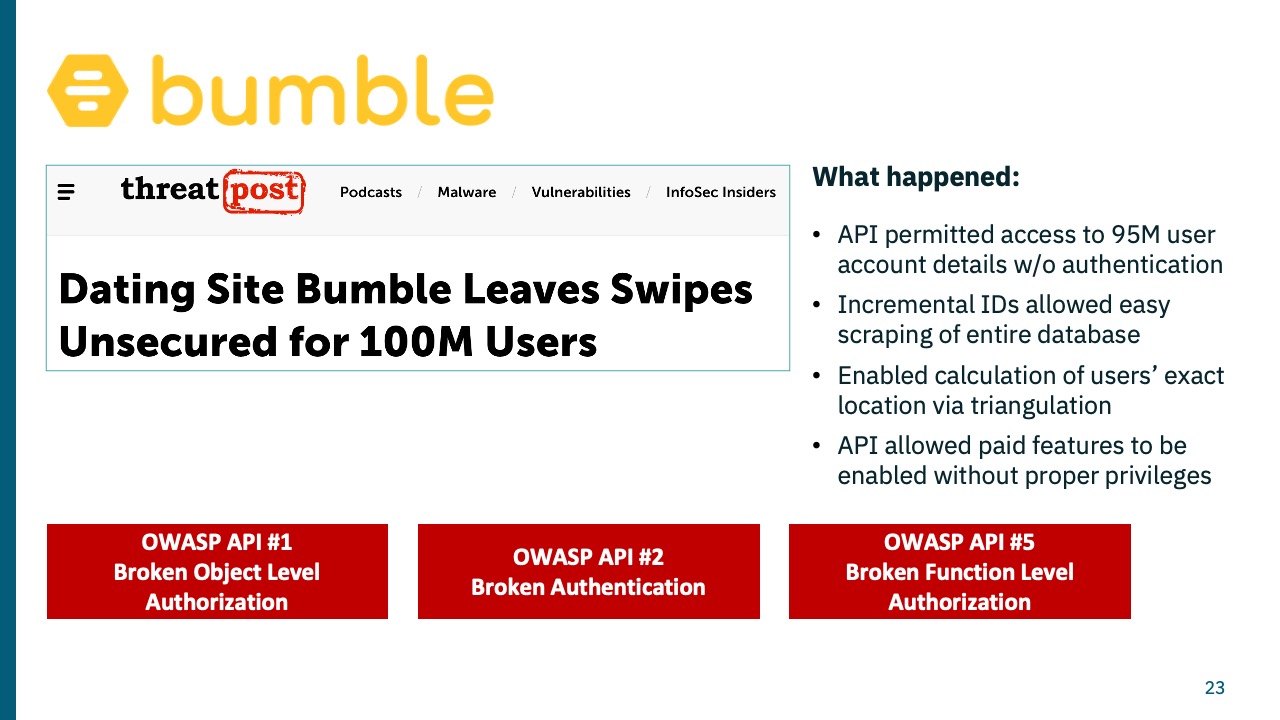 bumble
threatpost
Podcasts / Malware / Vulnerabilities / InfoSec Insiders
Dating Site Bumble Leaves Swipes
Unsecured for 100M Users
What happened:
• API permitted access to 95M user
account details w/o authentication
• Incremental IDs allowed easy
scraping of entire database
• Enabled calculation of users’ exact
location via triangulation
• API allowed paid features to be
enabled without proper privileges
OWASP API #1
Broken Object Level
Authorization
OWASP API #2
Broken Authentication
OWASP API #5
Broken Function Level
Authorization
23